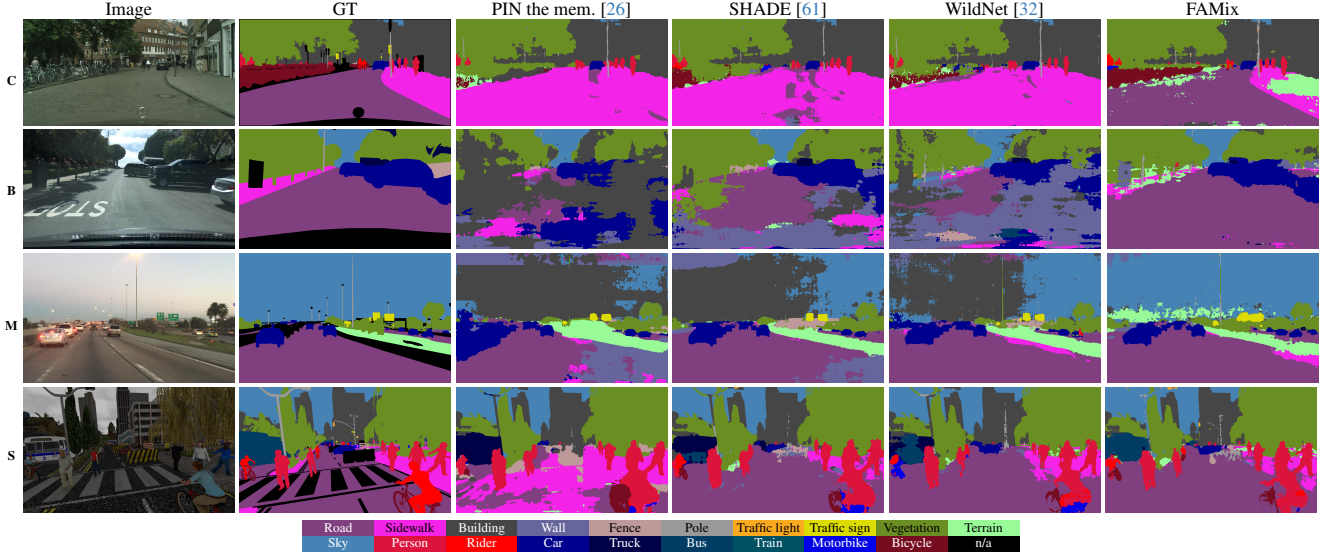 Image GT PIN the mem. [26] SHADE [61] WildNet [32] FAMix
C
B
STOP
M
S
Road Sidewalk Building Wall Fence Pole Traffic light Traffic sign Vegetation Terrain
Sky Person Rider Car Truck Bus Train Motorbike Bicycle n/a